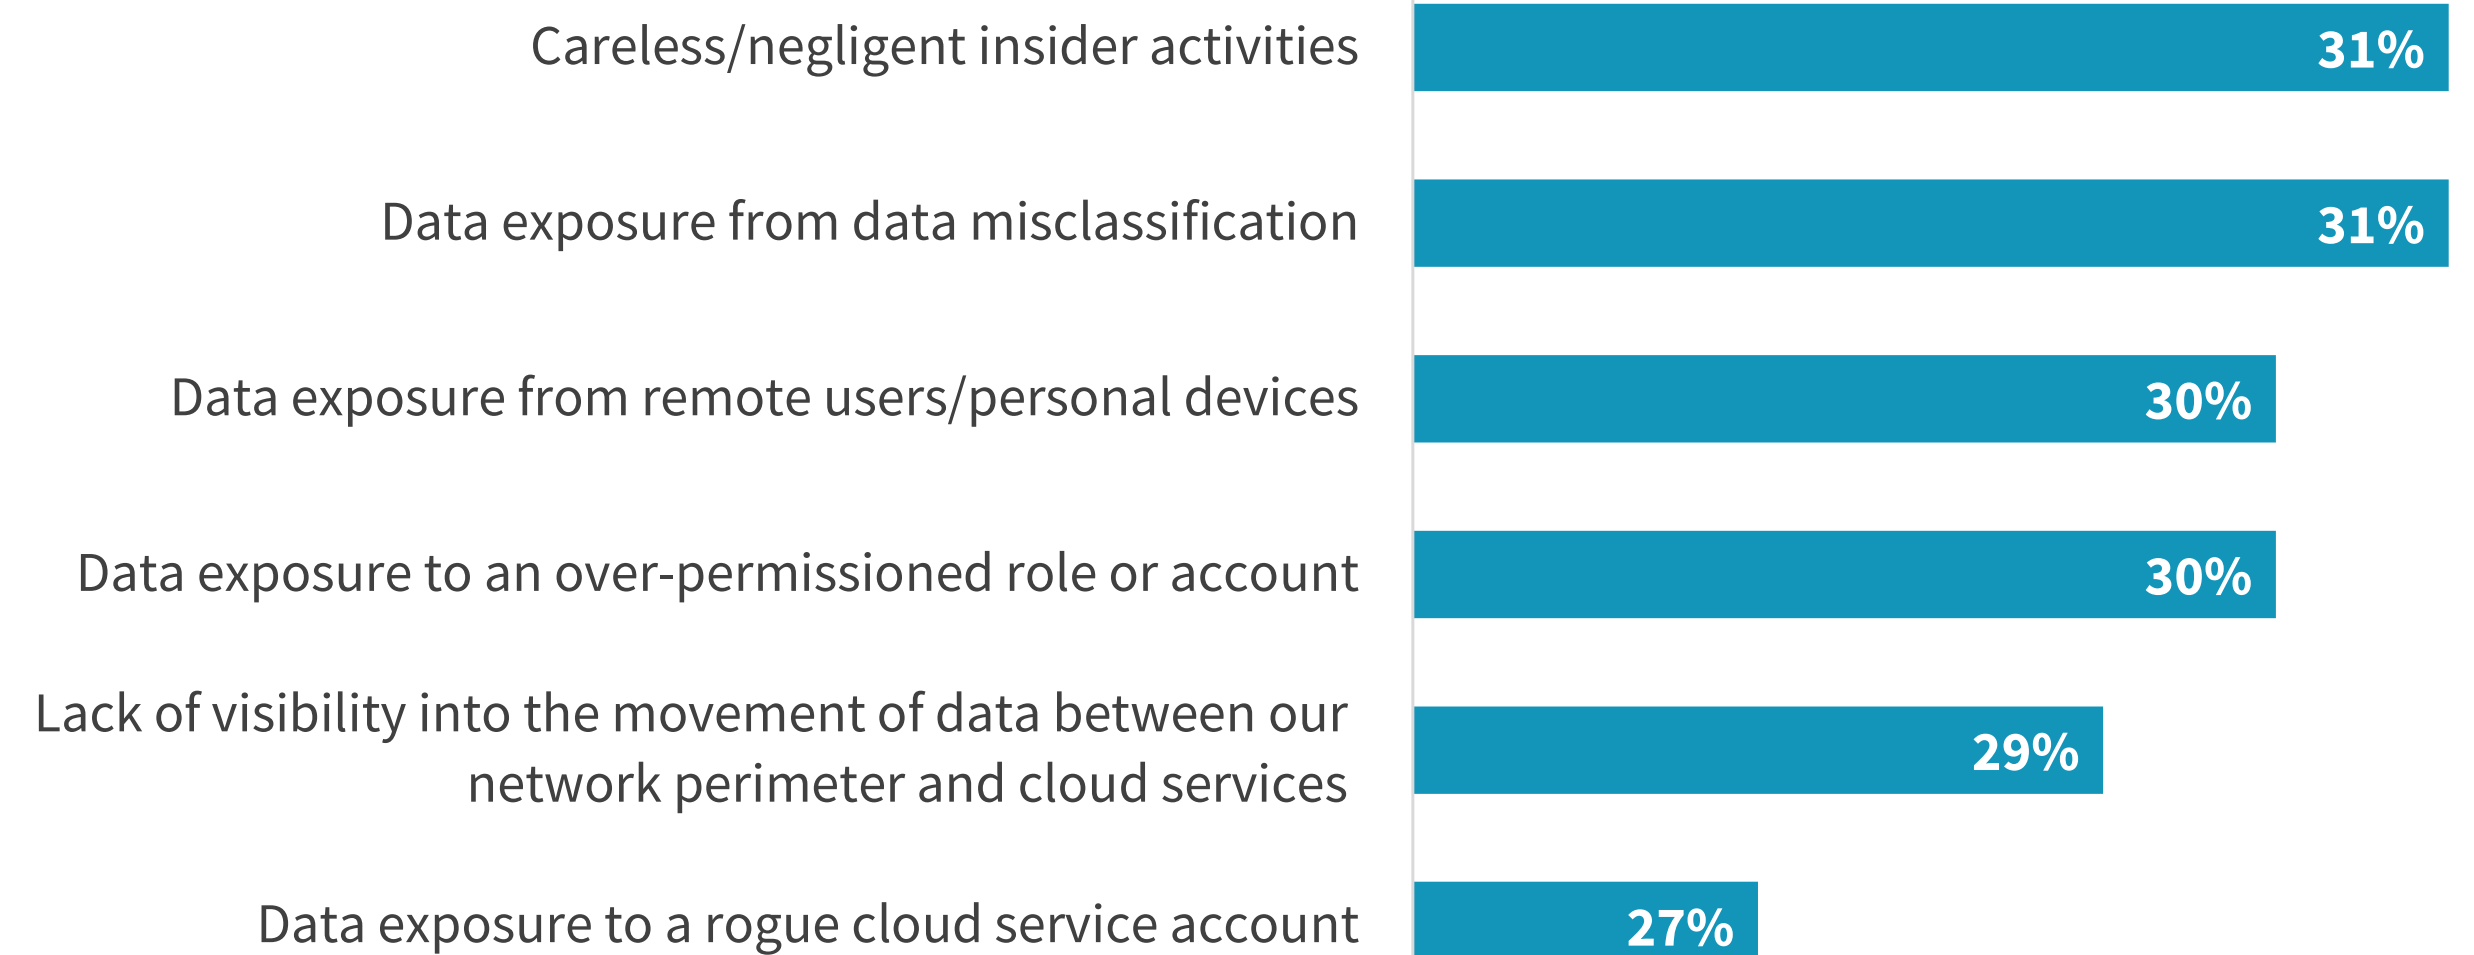 Careless/negligent insider activities 31%
Data exposure from data misclassification 31%
Data exposure from remote users/personal devices 30%
Data exposure to an over-permissioned role or account 30%
Lack of visibility into the movement of data between our
network perimeter and cloud services 29%
Data exposure to a rogue cloud service account 27%